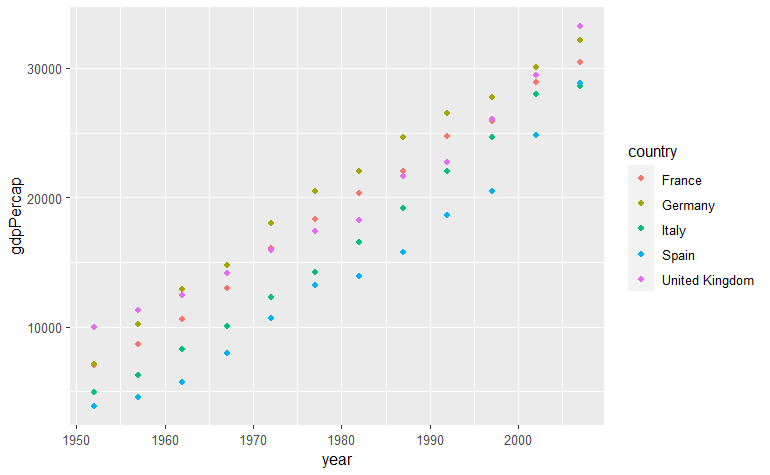 30000
20000
10000
gdpPercap
1950 1960 1970 1980 1990 2000
year
country
France
Germany
Italy
Spain
United Kingdom